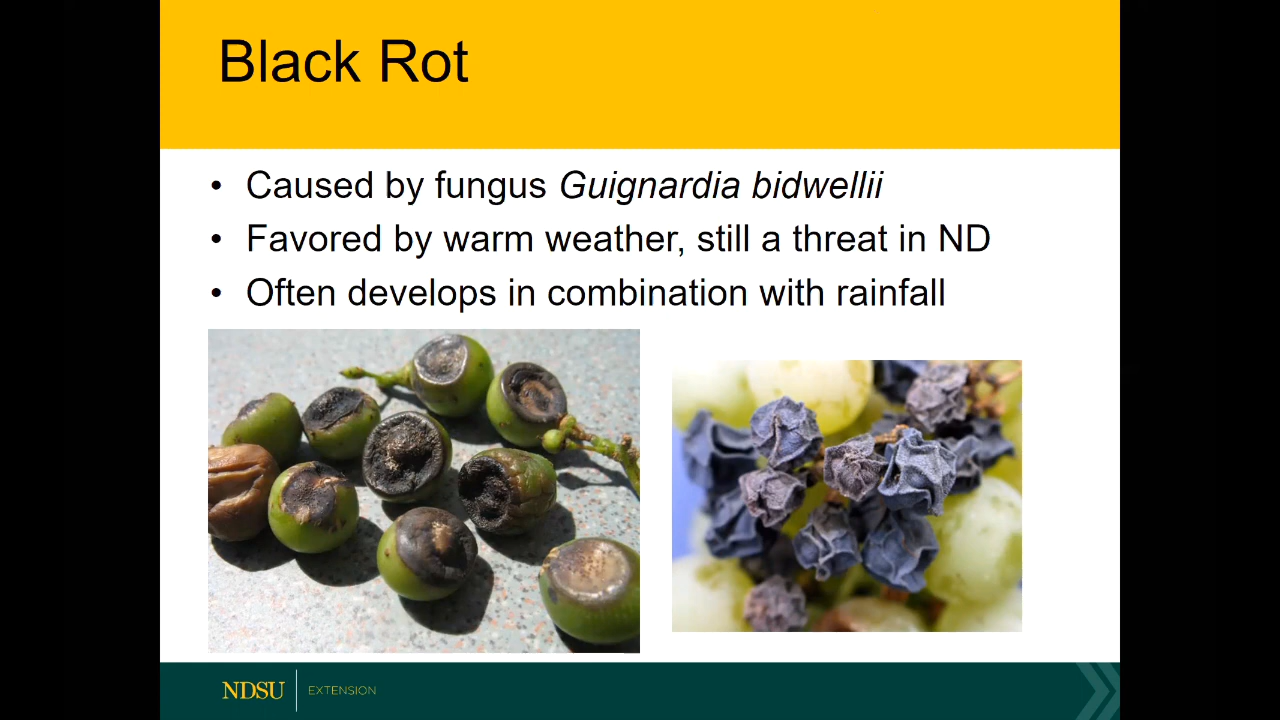 Black Rot
• Caused by fungus Guignardia bidwellii
• Favored by warm weather, still a threat in ND
• Often develops in combination with rainfall
NDSU EXTENSION